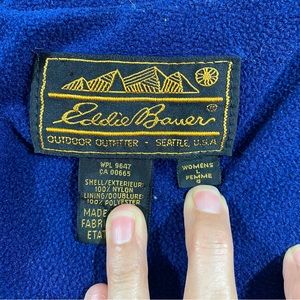 Eddie Bauer®
OUTDOOR OUTFITTER - SEATTLE, U.S.A
WPL 9647
CA 00665
SHELL/EXTERIEUR:
100% NYLON
LINING/DOUBLURE:
100% POLYESTER
MADE
FABR
ETAT
WOMENS
L
FEMME
G